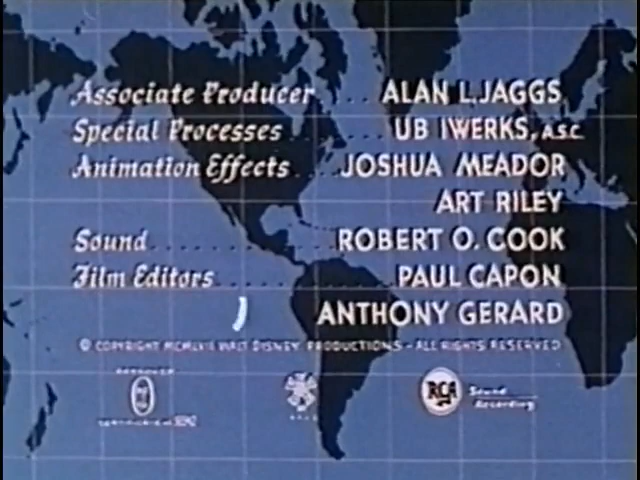 Associate Producer .... ALAN L. JAGGS
Special Processes ........ UB IWERKS, A.S.C.
Animation Effects .... JOSHUA MEADOR
ART RILEY
Sound ................ ROBERT O. COOK
Film Editors ............ PAUL CAPON
ANTHONY GERARD
© COPYRIGHT MCMLVII WALT DISNEY PRODUCTIONS - ALL RIGHTS RESERVED
APPROVED
RCA Sound Recording